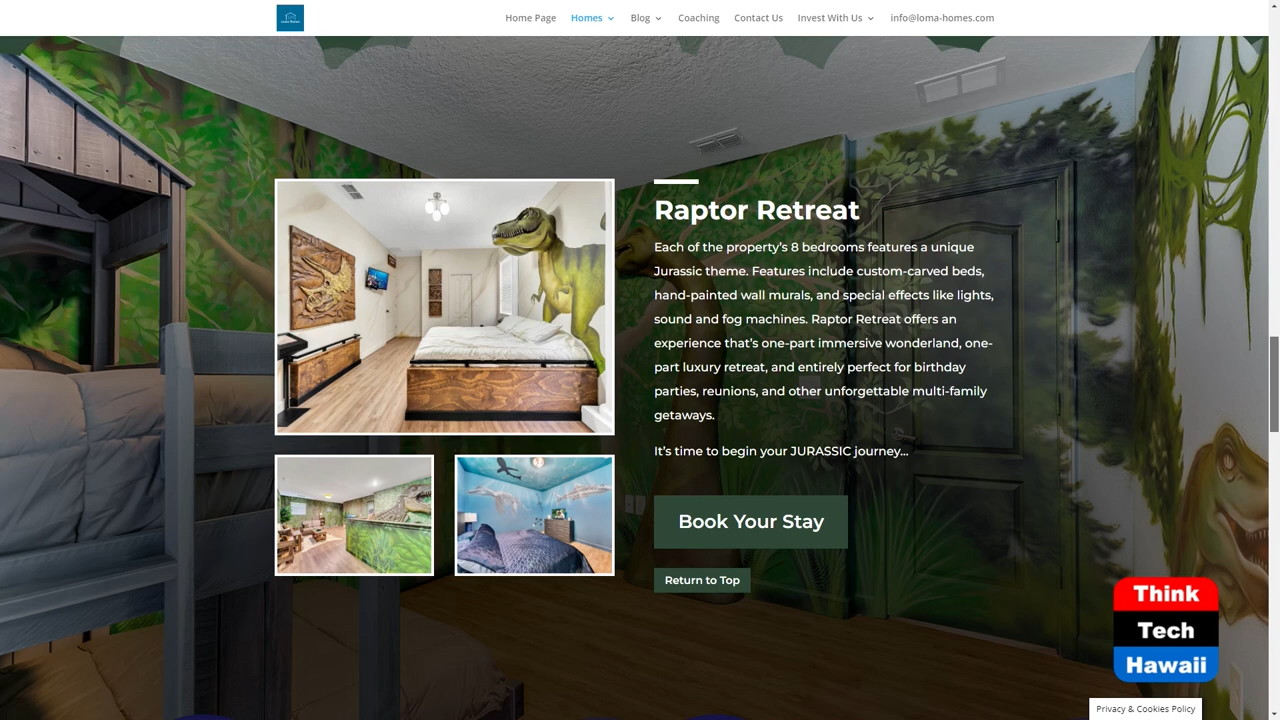 Home Page
Homes
Blog
Coaching
Contact Us
Invest With Us
info@loma-homes.com
Raptor Retreat
Each of the property's 8 bedrooms features a unique
Jurassic theme. Features include custom-carved beds,
hand-painted wall murals, and special effects like lights,
sound and fog machines. Raptor Retreat offers an
experience that's one-part immersive wonderland, one-
part luxury retreat, and entirely perfect for birthday
parties, reunions, and other unforgettable multi-family
getaways.
It's time to begin your JURASSIC journey...
Book Your Stay
Return to Top
Think
Tech
Hawaii
Privacy & Cookies Policy